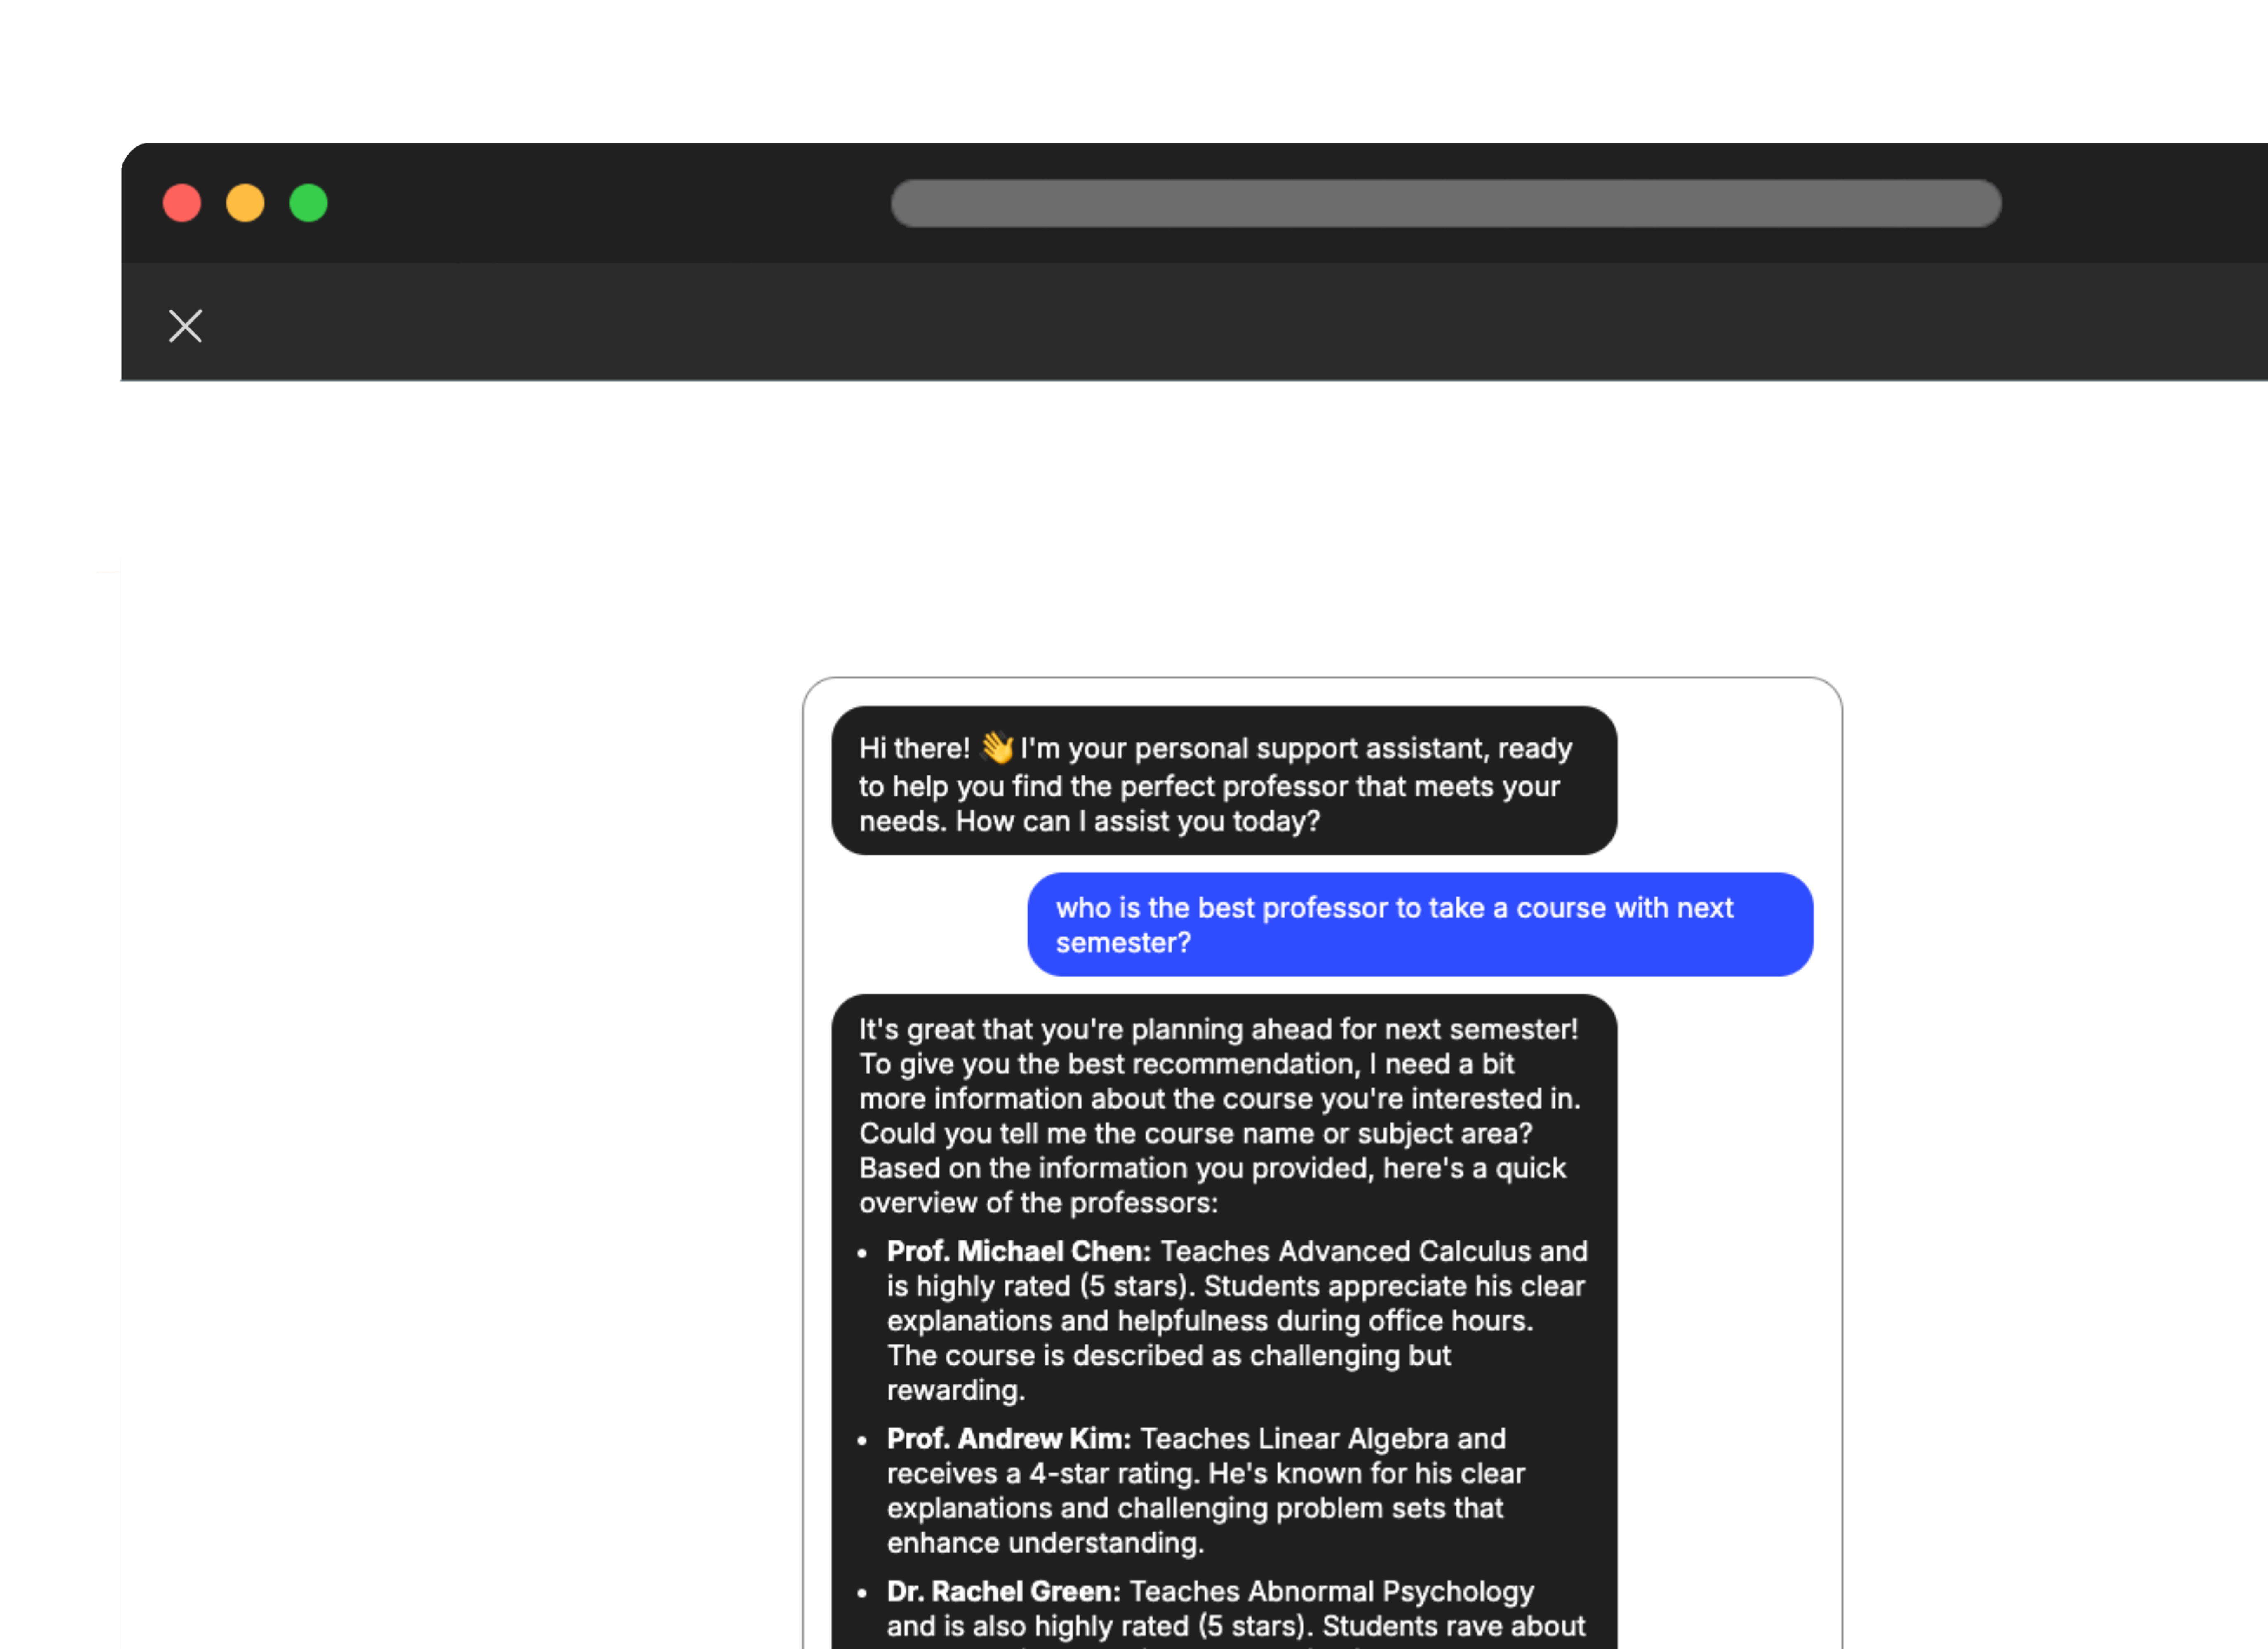 Hi there! 👋 I'm your personal support assistant, ready
to help you find the perfect professor that meets your
needs. How can I assist you today?
who is the best professor to take a course with next
semester?
It's great that you're planning ahead for next semester!
To give you the best recommendation, I need a bit
more information about the course you're interested in.
Could you tell me the course name or subject area?
Based on the information you provided, here's a quick
overview of the professors:
• Prof. Michael Chen: Teaches Advanced Calculus and
is highly rated (5 stars). Students appreciate his clear
explanations and helpfulness during office hours.
The course is described as challenging but
rewarding.
• Prof. Andrew Kim: Teaches Linear Algebra and
receives a 4-star rating. He's known for his clear
explanations and challenging problem sets that
enhance understanding.
• Dr. Rachel Green: Teaches Abnormal Psychology
and is also highly rated (5 stars). Students rave about